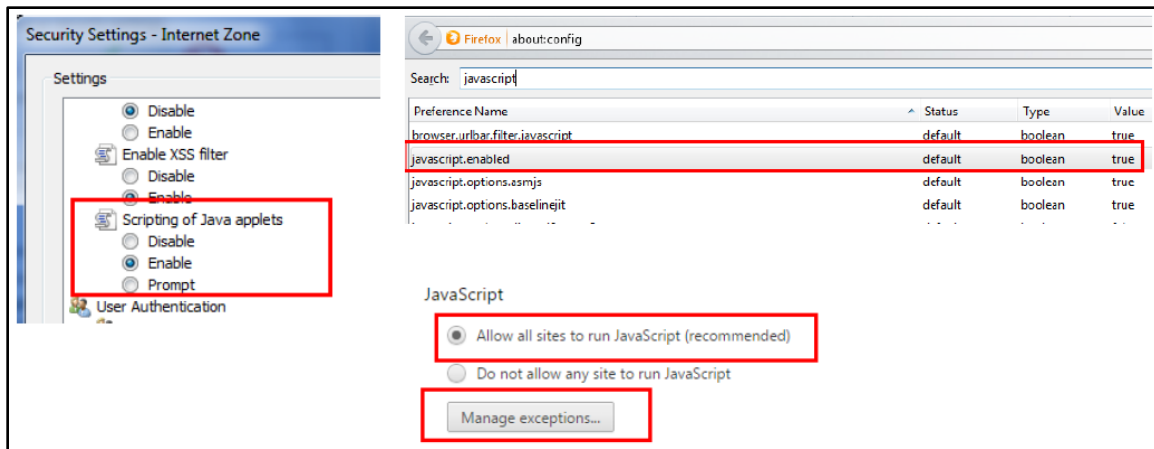 Security Settings - Internet Zone
Settings
Disable
Enable
Enable XSS filter
Disable
Enable
Scripting of Java applets
Disable
Enable
Prompt
User Authentication
Firefox about:config
Search: javascript
Preference Name Status Type Value
browser.urlbar.filter.javascript default boolean true
javascript.enabled default boolean true
javascript.options.asmjs default boolean true
javascript.options.baselinejit default boolean true
JavaScript
Allow all sites to run JavaScript (recommended)
Do not allow any site to run JavaScript
Manage exceptions...